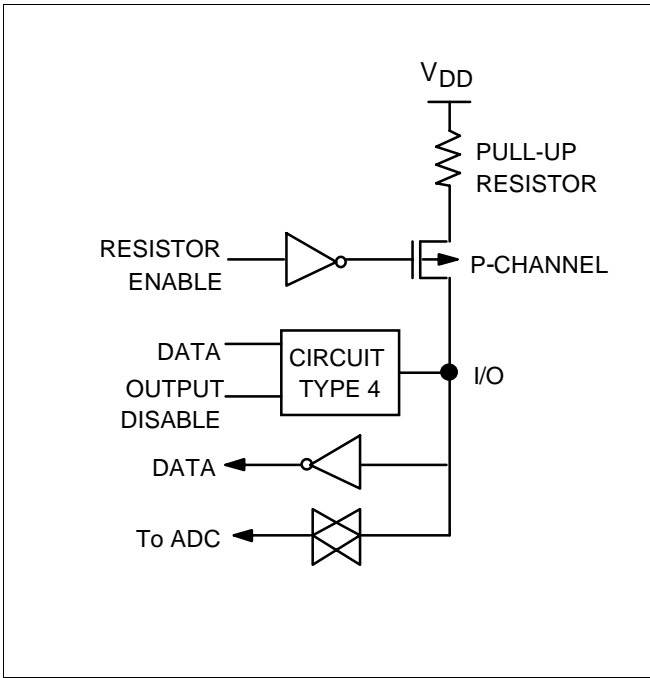 VDD
PULL-UP
RESISTOR
RESISTOR
ENABLE
P-CHANNEL
DATA
OUTPUT
DISABLE
CIRCUIT
TYPE 4
I/O
DATA
To ADC